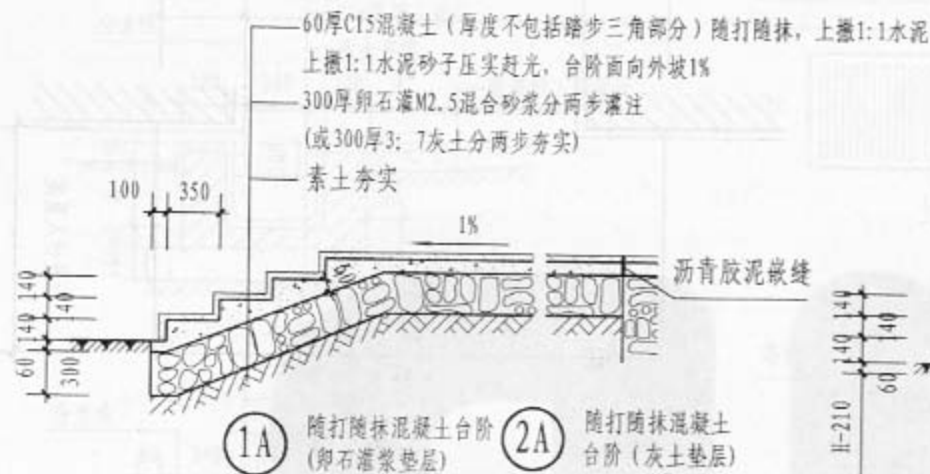 60厚C15混凝土(厚度不包括踏步三角部分)随打随抹，上撒1:1水泥
上撒1:1水泥砂子压实赶光，台阶面向外坡1%
300厚卵石灌M2.5混合砂浆分两步灌注
(或300厚3：7灰土分两步夯实)
素土夯实
100 350
1%
60
沥青胶泥嵌缝
140
140
140
60
300
140
140
140
60
H-210
1A 随打随抹混凝土台阶
(卵石灌浆垫层)
2A 随打随抹混凝土
台阶(灰土垫层)